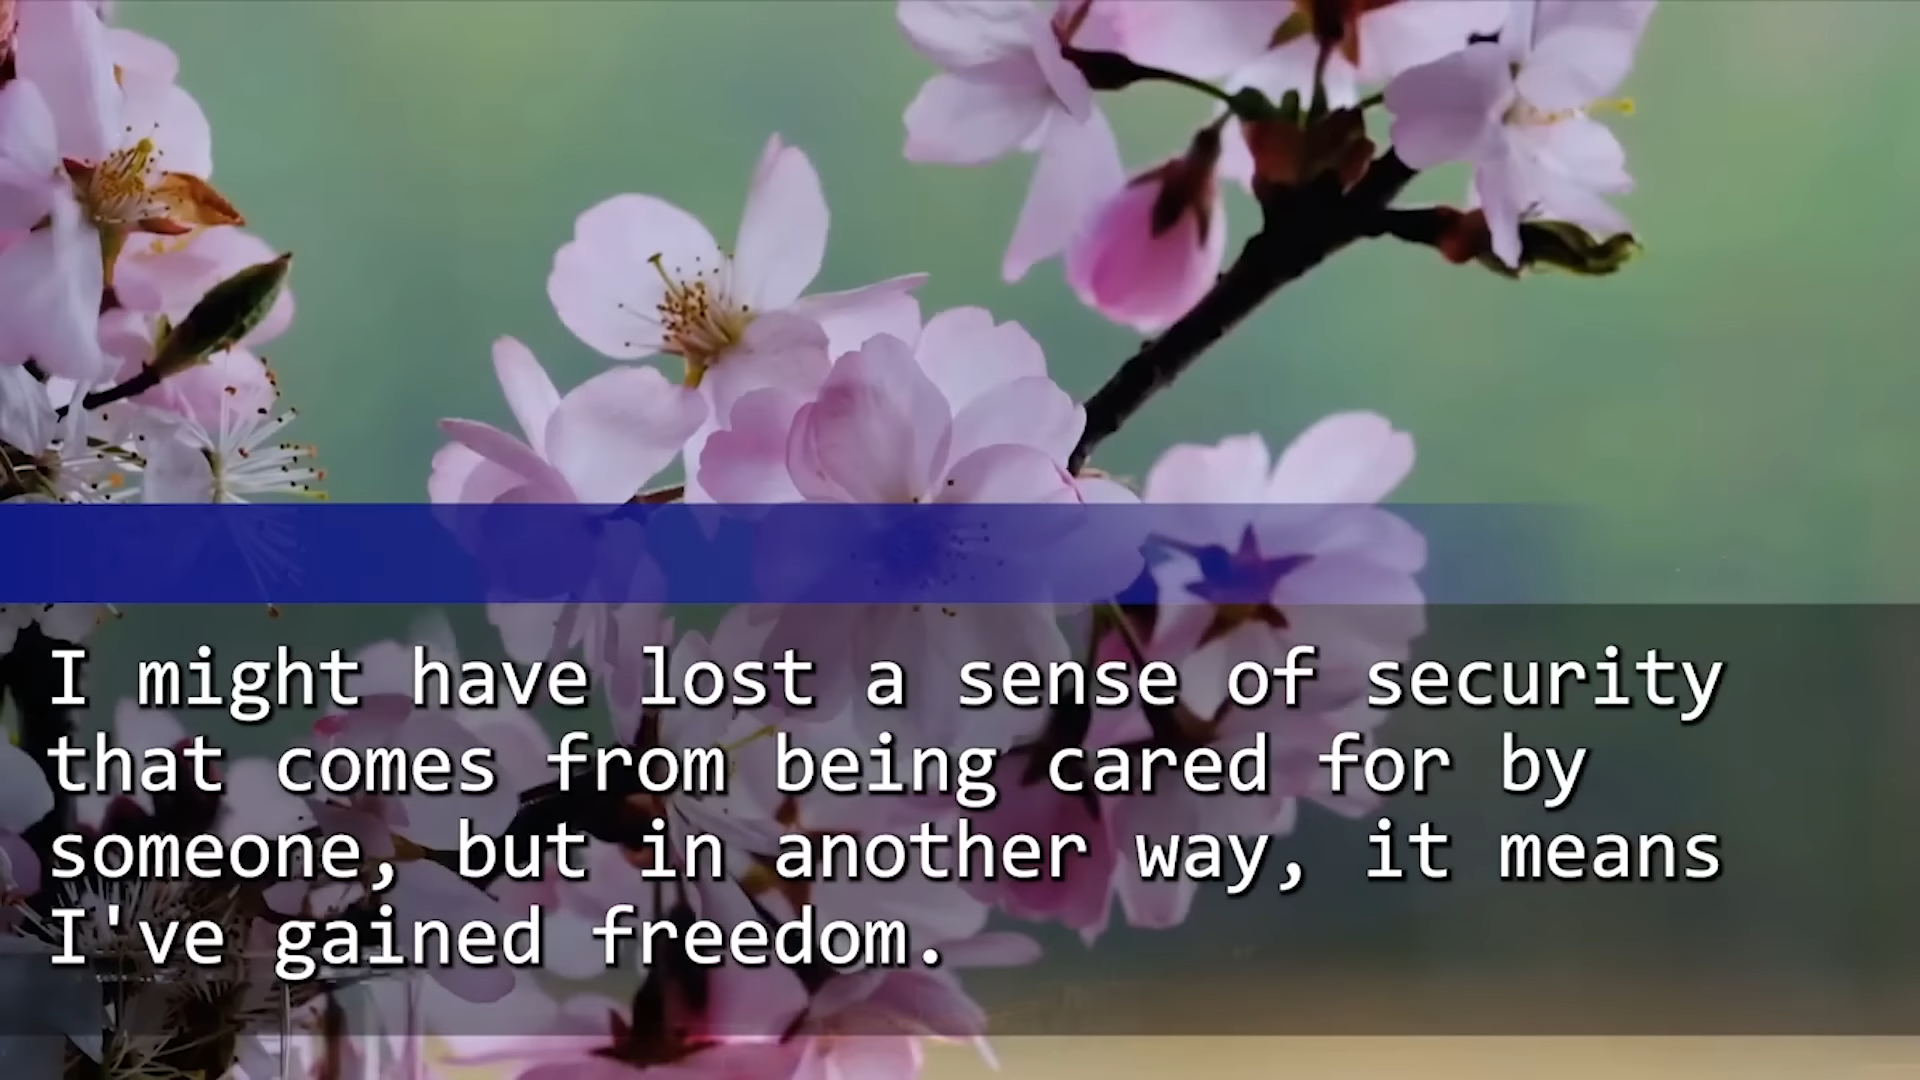 I might have lost a sense of security
that comes from being cared for by
someone, but in another way, it means
I've gained freedom.